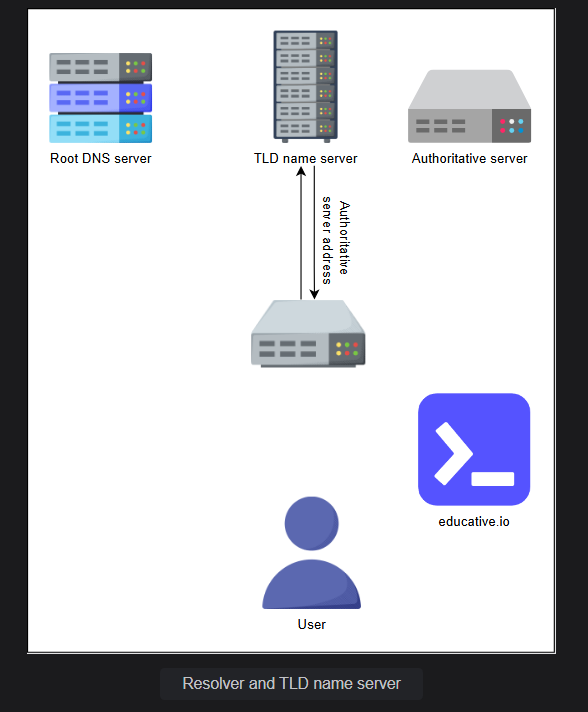 Root DNS server
TLD name server
Authoritative server
Authoritative
server address
educative.io
User
Resolver and TLD name server